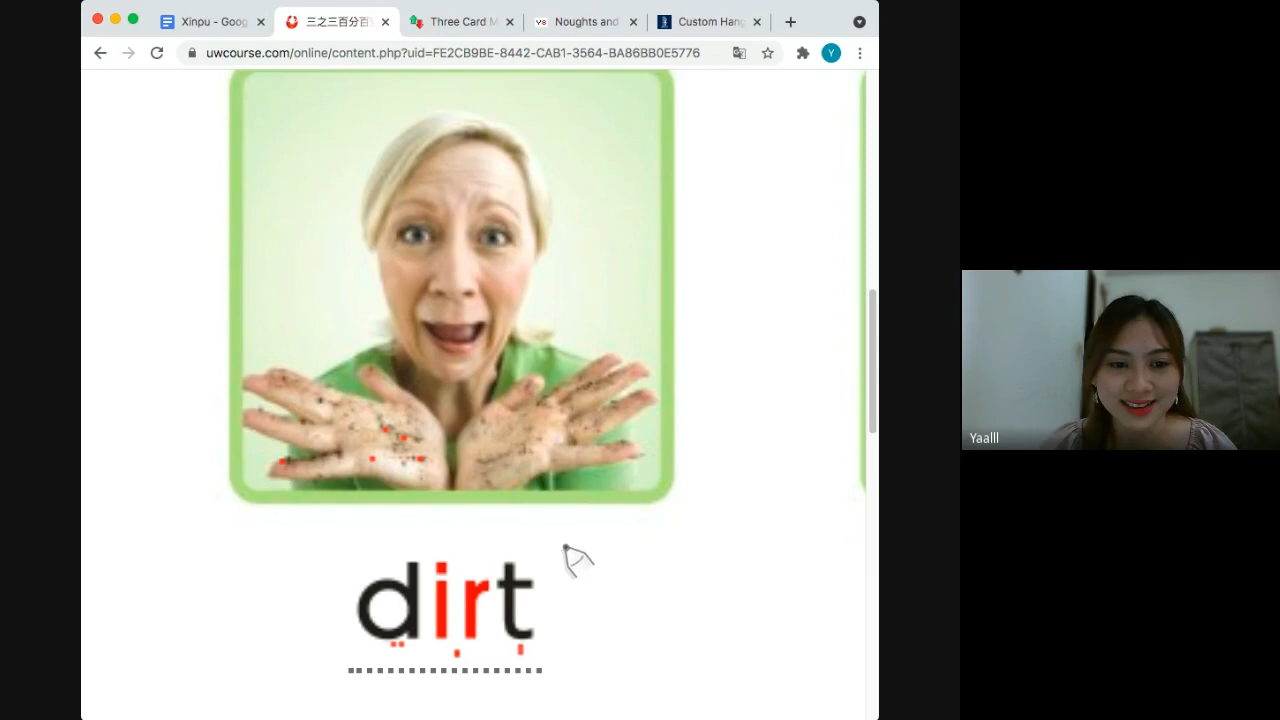 Xinpu - Goog
三之三百分百
Three Card M
Noughts and
Custom Hang
uwcourse.com/online/content.php?uid=FE2CB9BE-8442-CAB1-3564-BA86BB0E5776
Y
dirt
Yaalll